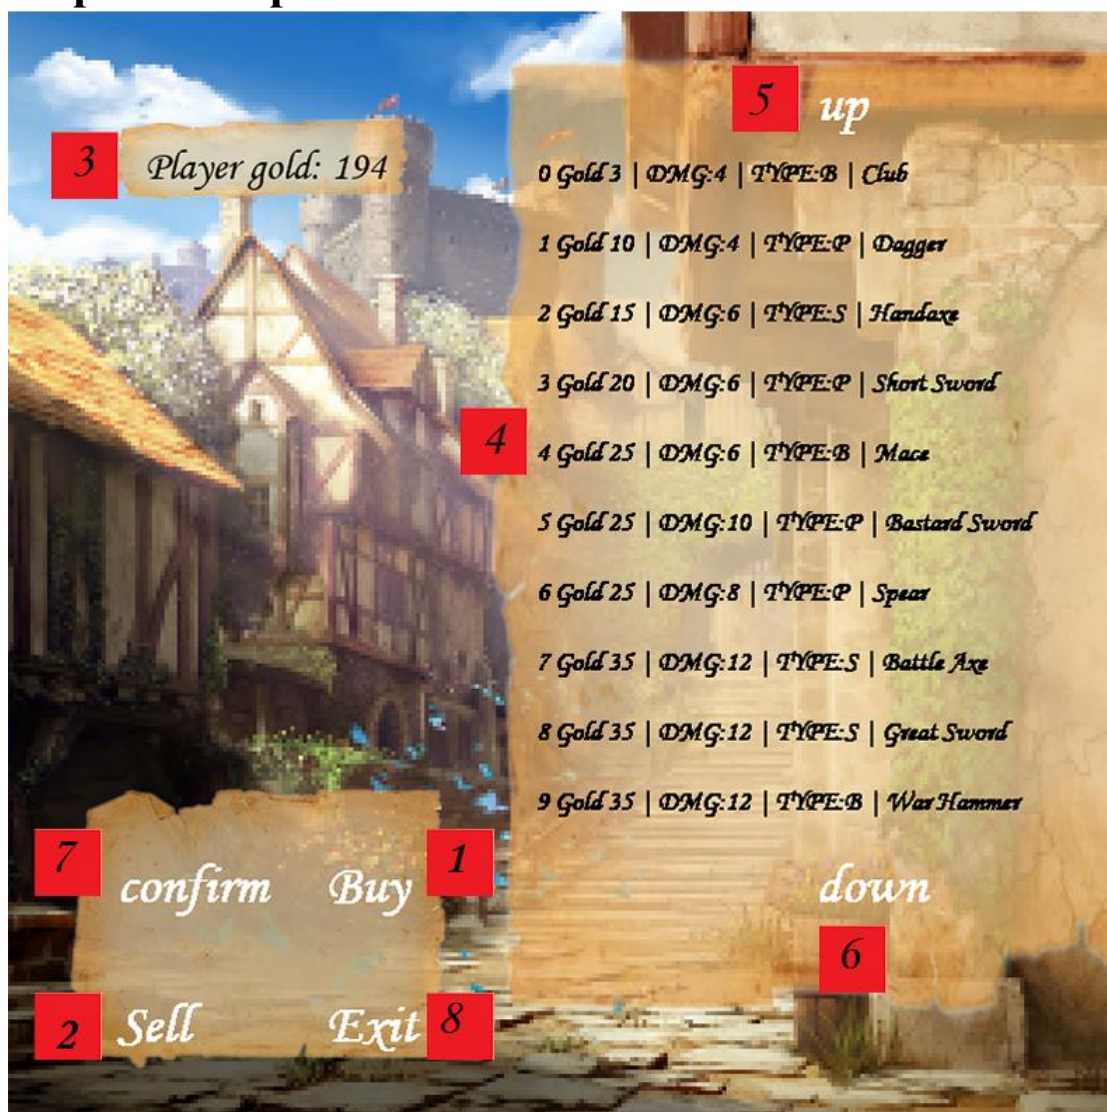 5 up
3 Player gold: 194
0 Gold 3 | DMG:4 | TYPE:B | Club
1 Gold 10 | DMG:4 | TYPE:P | Dagger
2 Gold 15 | DMG:6 | TYPE:S | Handaxe
3 Gold 20 | DMG:6 | TYPE:P | Short Sword
4
4 Gold 25 | DMG:6 | TYPE:B | Mace
5 Gold 25 | DMG:10 | TYPE:P | Bastard Sword
6 Gold 25 | DMG:8 | TYPE:P | Spear
7 Gold 35 | DMG:12 | TYPE:S | Battle Axe
8 Gold 35 | DMG:12 | TYPE:S | Great Sword
9 Gold 35 | DMG:12 | TYPE:B | War Hammer
7 confirm Buy 1
down
6
2 Sell Exit 8